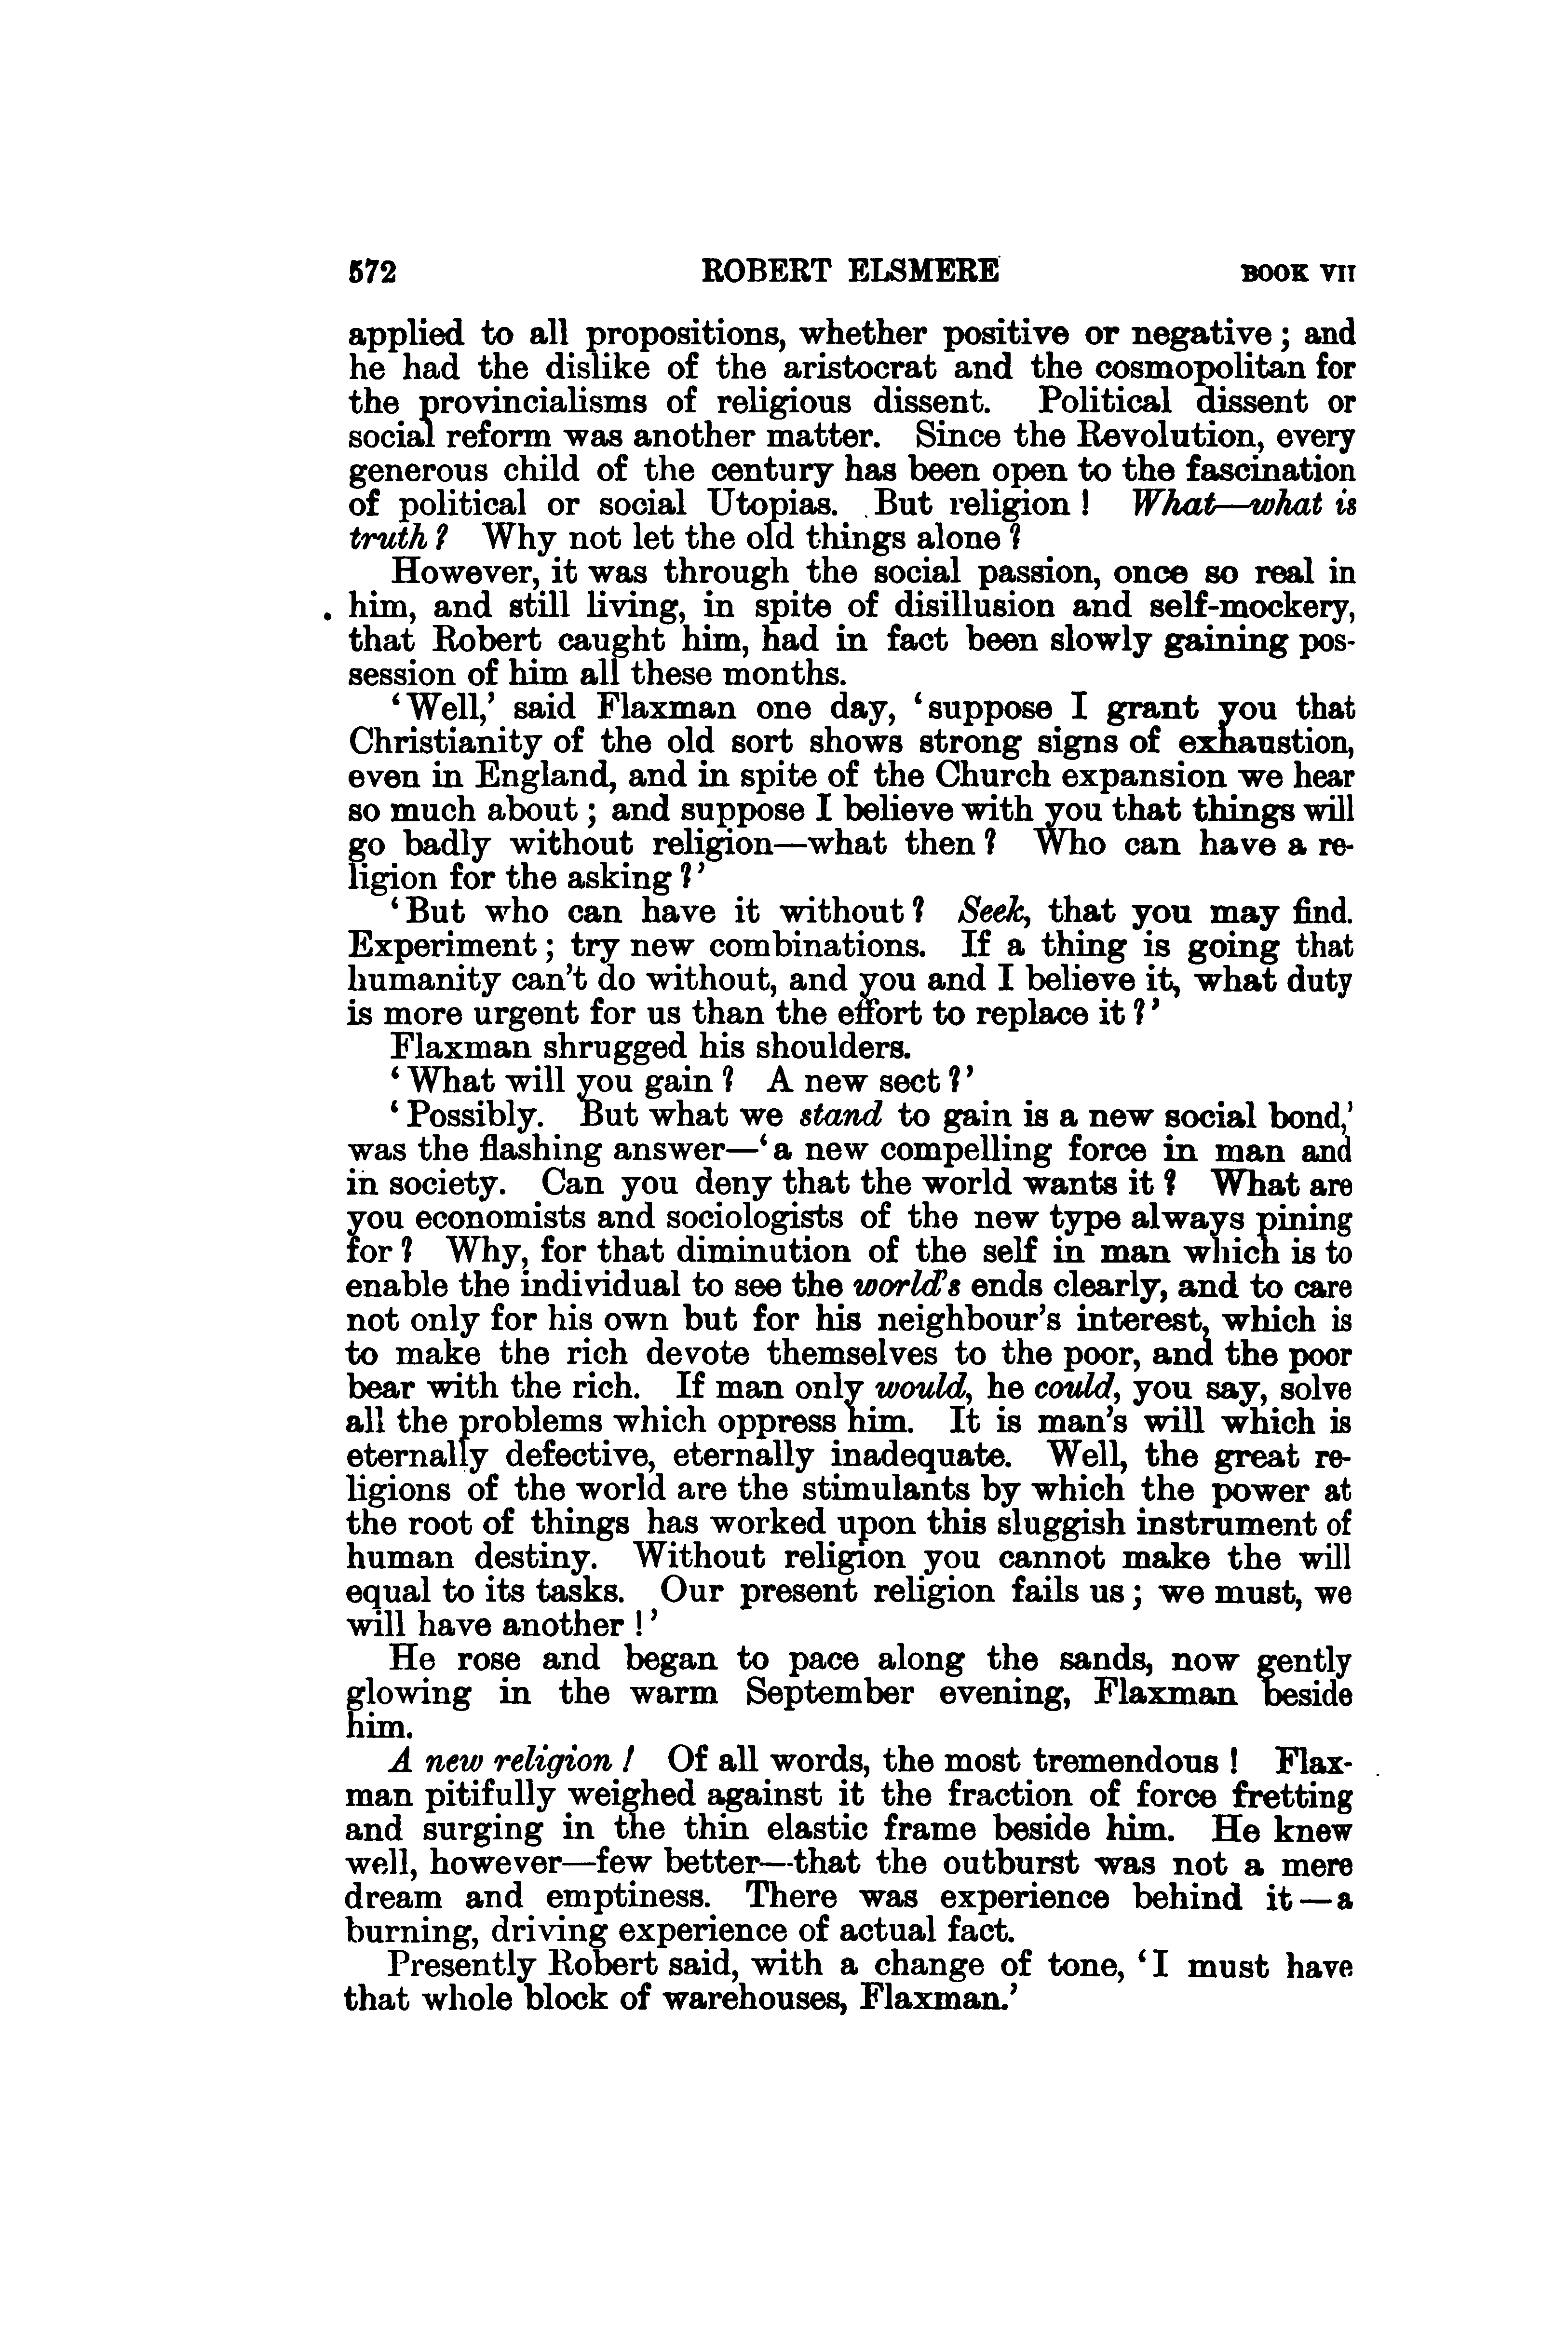 572 ROBERT ELSMERE BOOK VII
applied to all propositions, whether positive or negative; and
he had the dislike of the aristocrat and the cosmopolitan for
the provincialisms of religious dissent. Political dissent or
social reform was another matter. Since the Revolution, every
generous child of the century has been open to the fascination
of political or social Utopias. But religion! What—what is
truth? Why not let the old things alone?
However, it was through the social passion, once so real in
him, and still living, in spite of disillusion and self-mockery,
that Robert caught him, had in fact been slowly gaining pos-
session of him all these months.
‘Well,’ said Flaxman one day, ‘suppose I grant you that
Christianity of the old sort shows strong signs of exhaustion,
even in England, and in spite of the Church expansion we hear
so much about; and suppose I believe with you that things will
go badly without religion—what then? Who can have a re-
ligion for the asking?’
‘But who can have it without? Seek, that you may find.
Experiment; try new combinations. If a thing is going that
humanity can’t do without, and you and I believe it, what duty
is more urgent for us than the effort to replace it?’
Flaxman shrugged his shoulders.
‘What will you gain? A new sect?’
‘Possibly. But what we stand to gain is a new social bond,’
was the flashing answer—‘a new compelling force in man and
in society. Can you deny that the world wants it? What are
you economists and sociologists of the new type always pining
for? Why, for that diminution of the self in man which is to
enable the individual to see the world’s ends clearly, and to care
not only for his own but for his neighbour’s interest, which is
to make the rich devote themselves to the poor, and the poor
bear with the rich. If man only would, he could, you say, solve
all the problems which oppress him. It is man’s will which is
eternally defective, eternally inadequate. Well, the great re-
ligions of the world are the stimulants by which the power at
the root of things has worked upon this sluggish instrument of
human destiny. Without religion you cannot make the will
equal to its tasks. Our present religion fails us; we must, we
will have another!’
He rose and began to pace along the sands, now gently
glowing in the warm September evening, Flaxman beside
him.
A new religion! Of all words, the most tremendous! Flax-
man pitifully weighed against it the fraction of force fretting
and surging in the thin elastic frame beside him. He knew
well, however—few better—that the outburst was not a mere
dream and emptiness. There was experience behind it—a
burning, driving experience of actual fact.
Presently Robert said, with a change of tone, ‘I must have
that whole block of warehouses, Flaxman.’